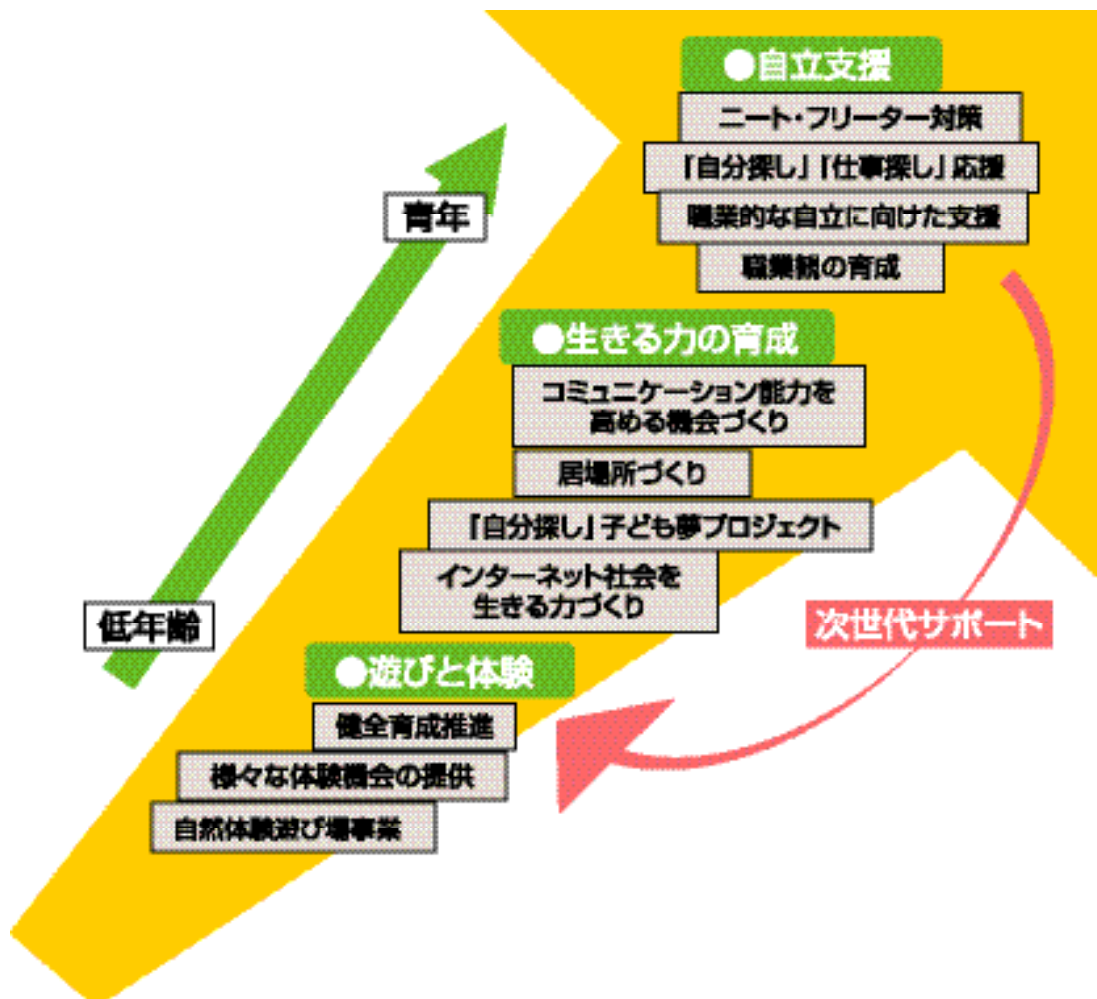 ●自立支援
ニート・フリーター対策
「自分探し」「仕事探し」応援
職業的な自立に向けた支援
職業観の育成
青年
●生きる力の育成
コミュニケーション能力を
高める機会づくり
居場所づくり
「自分探し」子ども夢プロジェクト
インターネット社会を
生きる力づくり
低年齢
次世代サポート
●遊びと体験
健全育成推進
様々な体験機会の提供
自然体験遊び場事業